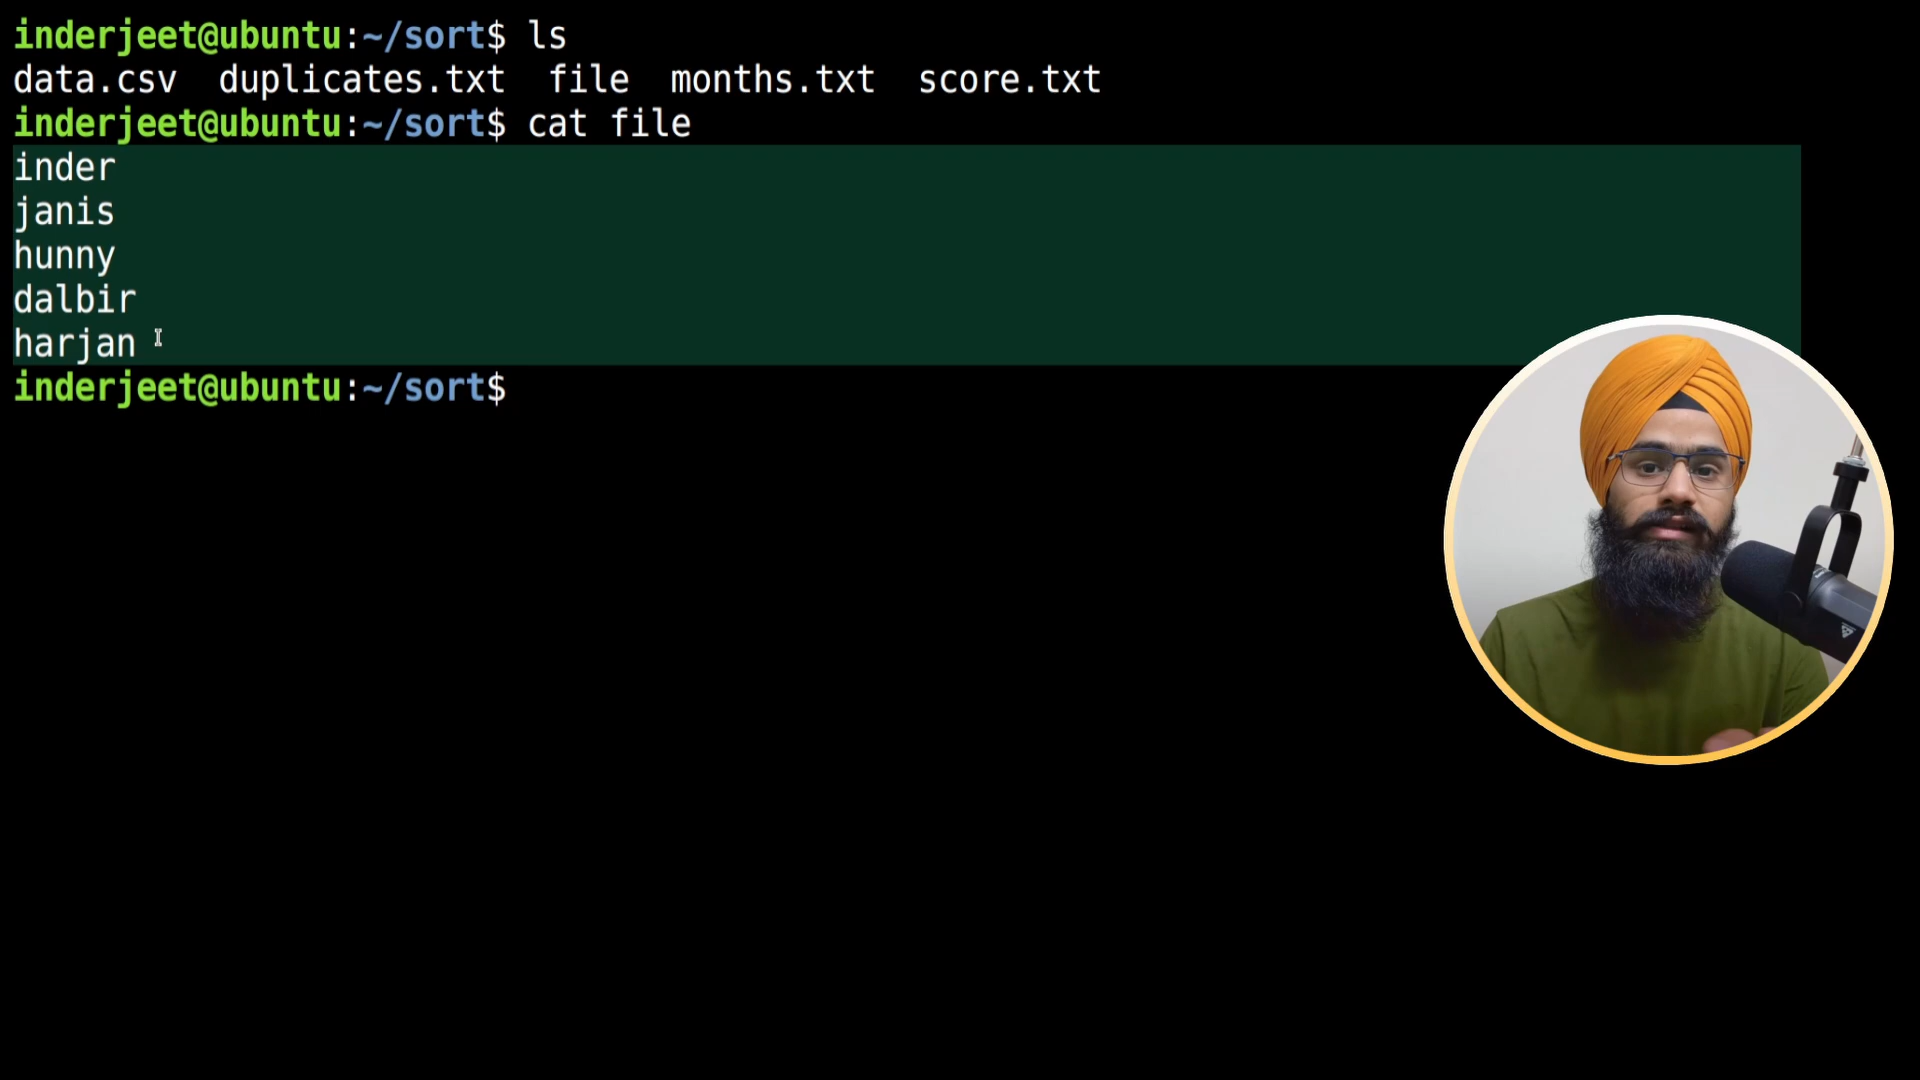 inderjeet@ubuntu:~/sort$ ls
data.csv duplicates.txt file months.txt score.txt
inderjeet@ubuntu:~/sort$ cat file
inder
janis
hunny
dalbir
harjan
inderjeet@ubuntu:~/sort$